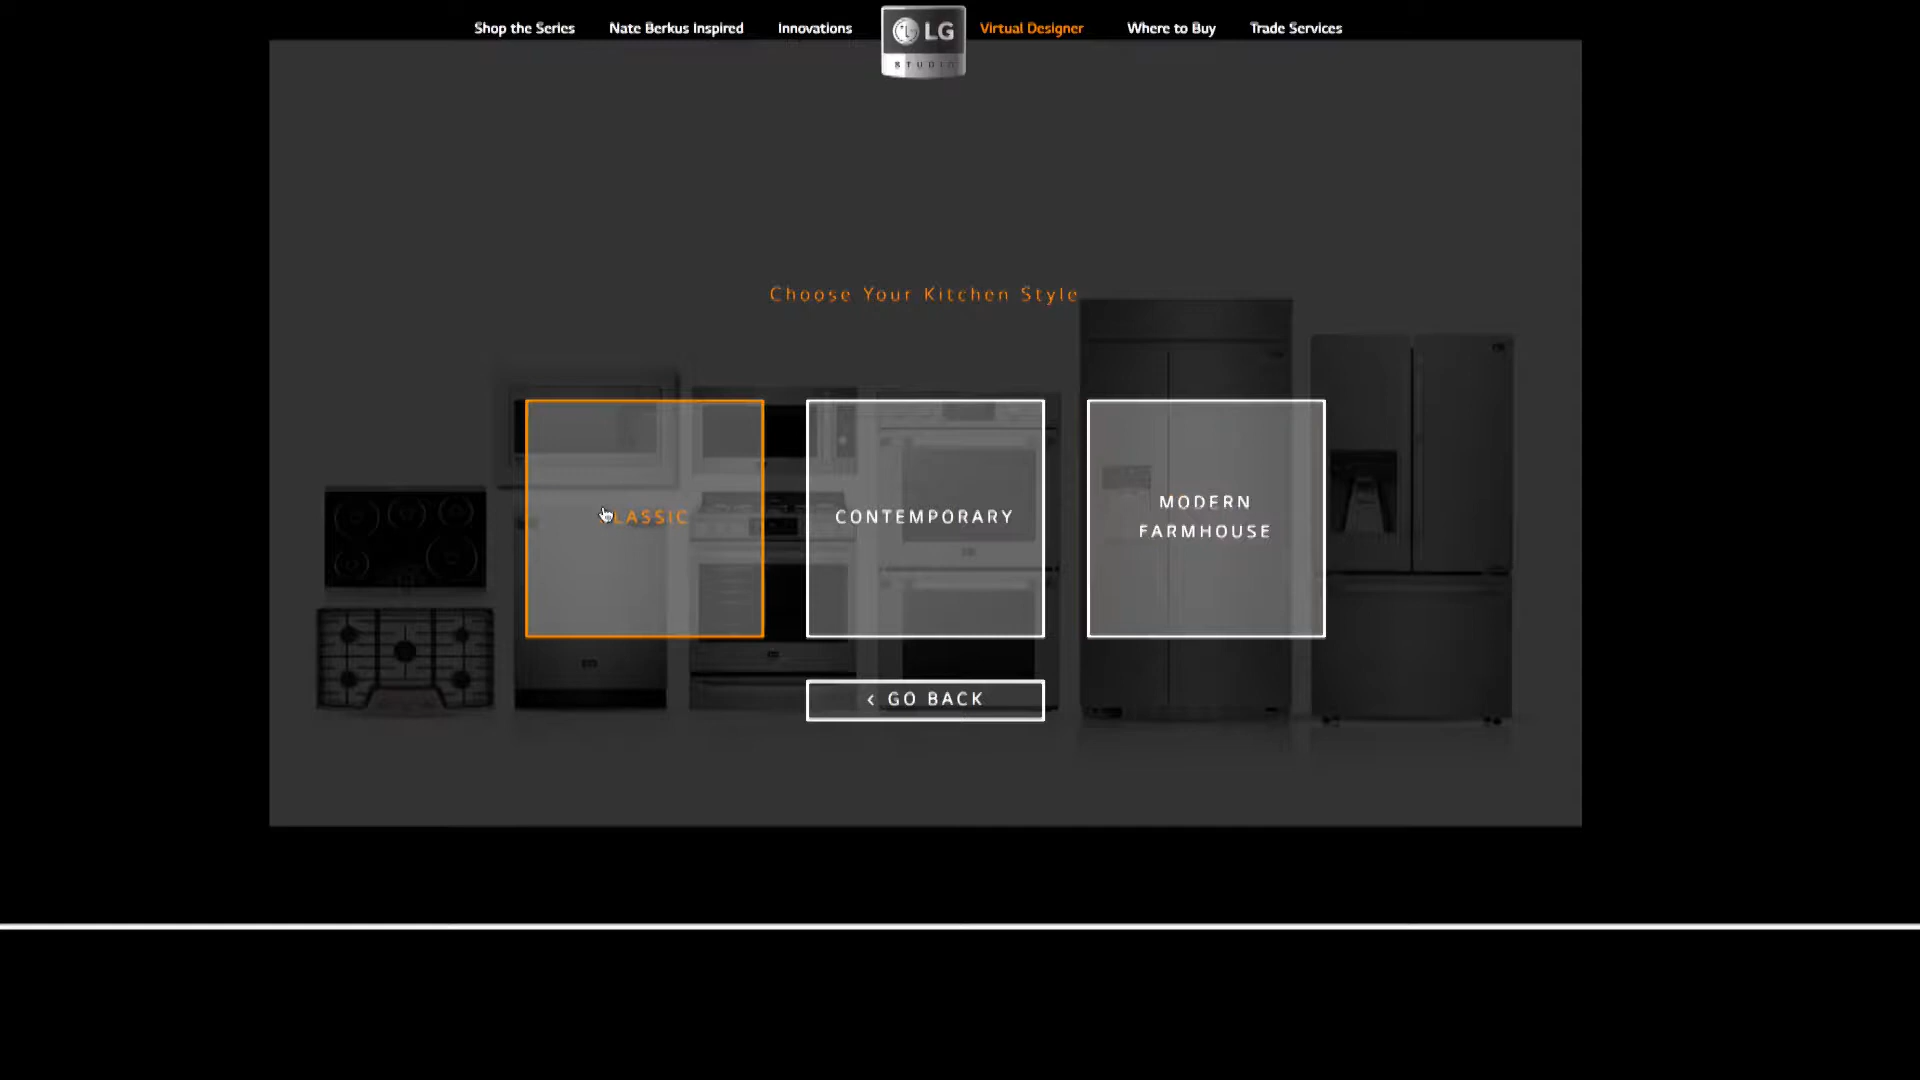 Shop the Series
Nate Berkus Inspired
Innovations
LG
STUDIO
Virtual Designer
Where to Buy
Trade Services
Choose Your Kitchen Style
CLASSIC
CONTEMPORARY
MODERN
FARMHOUSE
< GO BACK